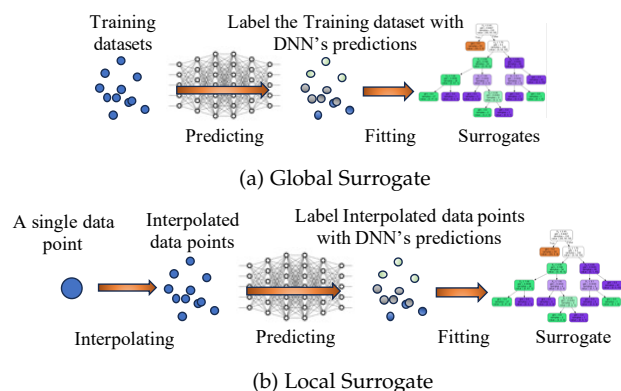 Training
datasets
Label the Training dataset with
DNN's predictions
Predicting
Fitting
Surrogates
(a) Global Surrogate
A single data
point
Interpolated
data points
Label Interpolated data points
with DNN's predictions
Interpolating
Predicting
Fitting
Surrogate
(b) Local Surrogate